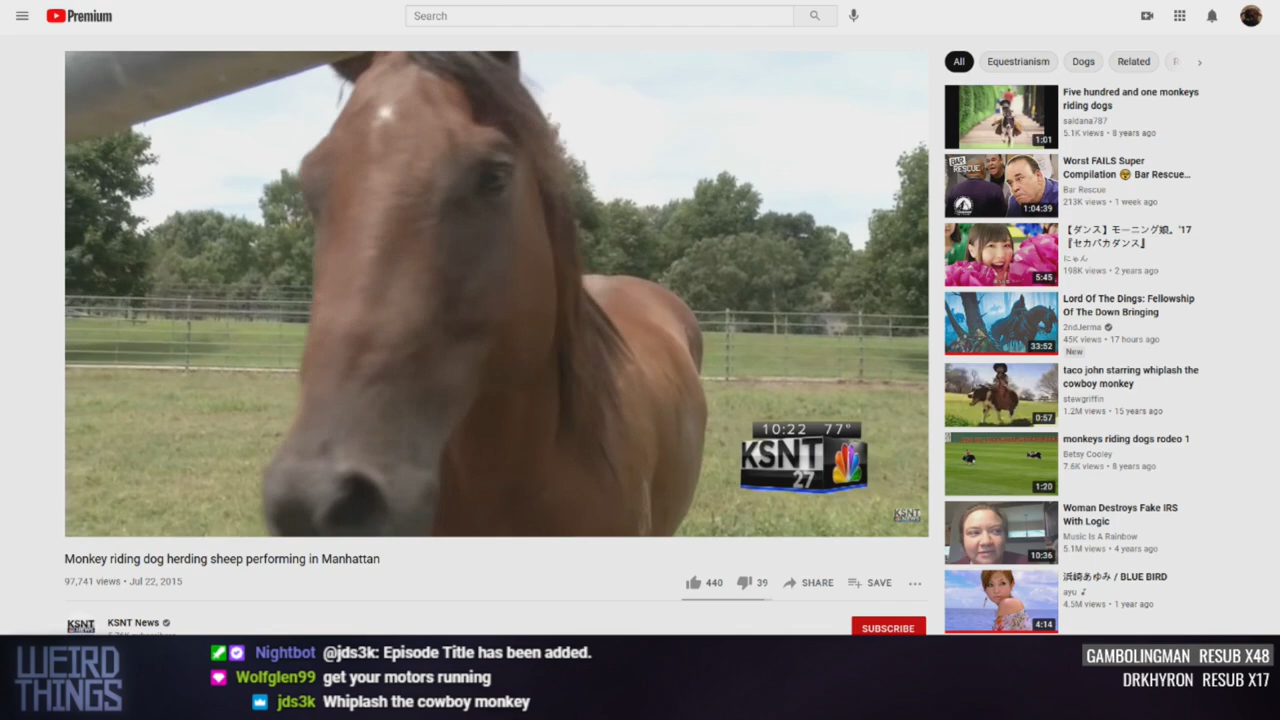 Premium
Search
10:22 77°
KSNT
27
KSNT
NEWS
Monkey riding dog herding sheep performing in Manhattan
97,741 views • Jul 22, 2015
440
39
SHARE
SAVE
KSNT
NEWS
KSNT News
SUBSCRIBE
All
Equestrianism
Dogs
Related
1:01
Five hundred and one monkeys
riding dogs
saldana787
5.1K views • 8 years ago
BAR
RESCUE
1:04:39
Worst FAILS Super
Compilation 🤯 Bar Rescue…
Bar Rescue
213K views • 1 week ago
5:45
【ダンス】モーニング娘。'17
『セカバカダンス』
にゅん
198K views • 2 years ago
33:52
Lord Of The Dings: Fellowship
Of The Down Bringing
2ndJerma
45K views • 17 hours ago
New
0:57
taco john starring whiplash the
cowboy monkey
stewgriffin
1.2M views • 15 years ago
1:20
monkeys riding dogs rodeo 1
Betsy Cooley
7.6K views • 8 years ago
10:36
Woman Destroys Fake IRS
With Logic
Music Is A Rainbow
5.1M views • 4 years ago
4:14
浜崎あゆみ / BLUE BIRD
ayu
4.5M views • 1 year ago
WEIRD
THINGS
Nightbot @jds3k: Episode Title has been added.
Wolfglen99 get your motors running
jds3k Whiplash the cowboy monkey
GAMBOLINGMAN RESUB X48
DRKHYRON RESUB X17